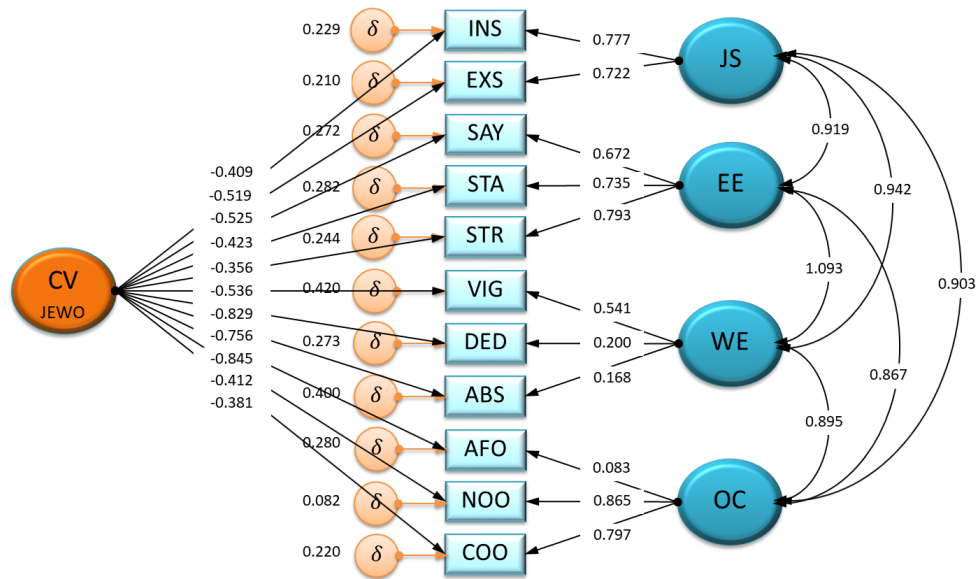 0.229 δ INS 0.777 JS
0.210 δ EXS 0.722
0.272 δ SAY 0.672 0.919
-0.409
-0.519
0.282 δ STA 0.735 EE 0.942
-0.525
-0.423
0.244 δ STR 0.793
-0.356
CV
JEWO
-0.536
0.420 δ VIG 0.541 1.093 0.903
-0.829
-0.756
0.273 δ DED 0.200 WE
-0.845
-0.412
-0.381
0.400 δ ABS 0.168 0.867
0.280 δ AFO 0.083 0.895
0.082 δ NOO 0.865 OC
0.220 δ COO 0.797